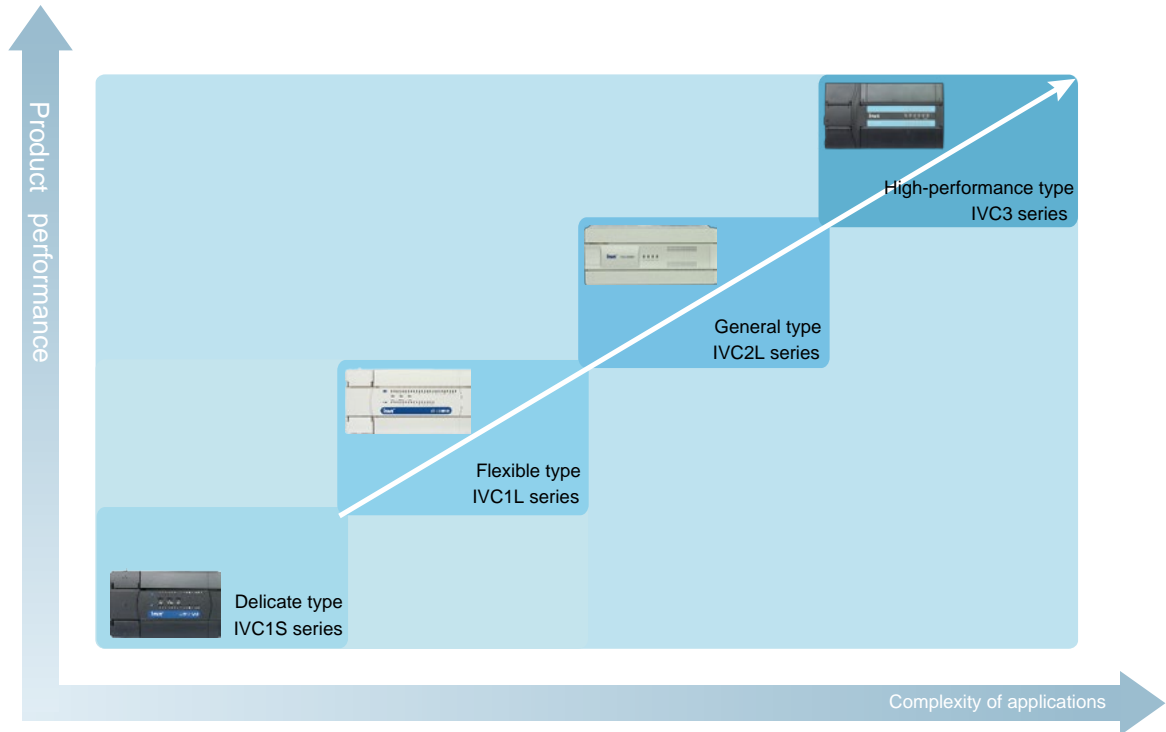 Product performance
High-performance type
IVC3 series
General type
IVC2L series
Flexible type
IVC1L series
Delicate type
IVC1S series
Complexity of applications